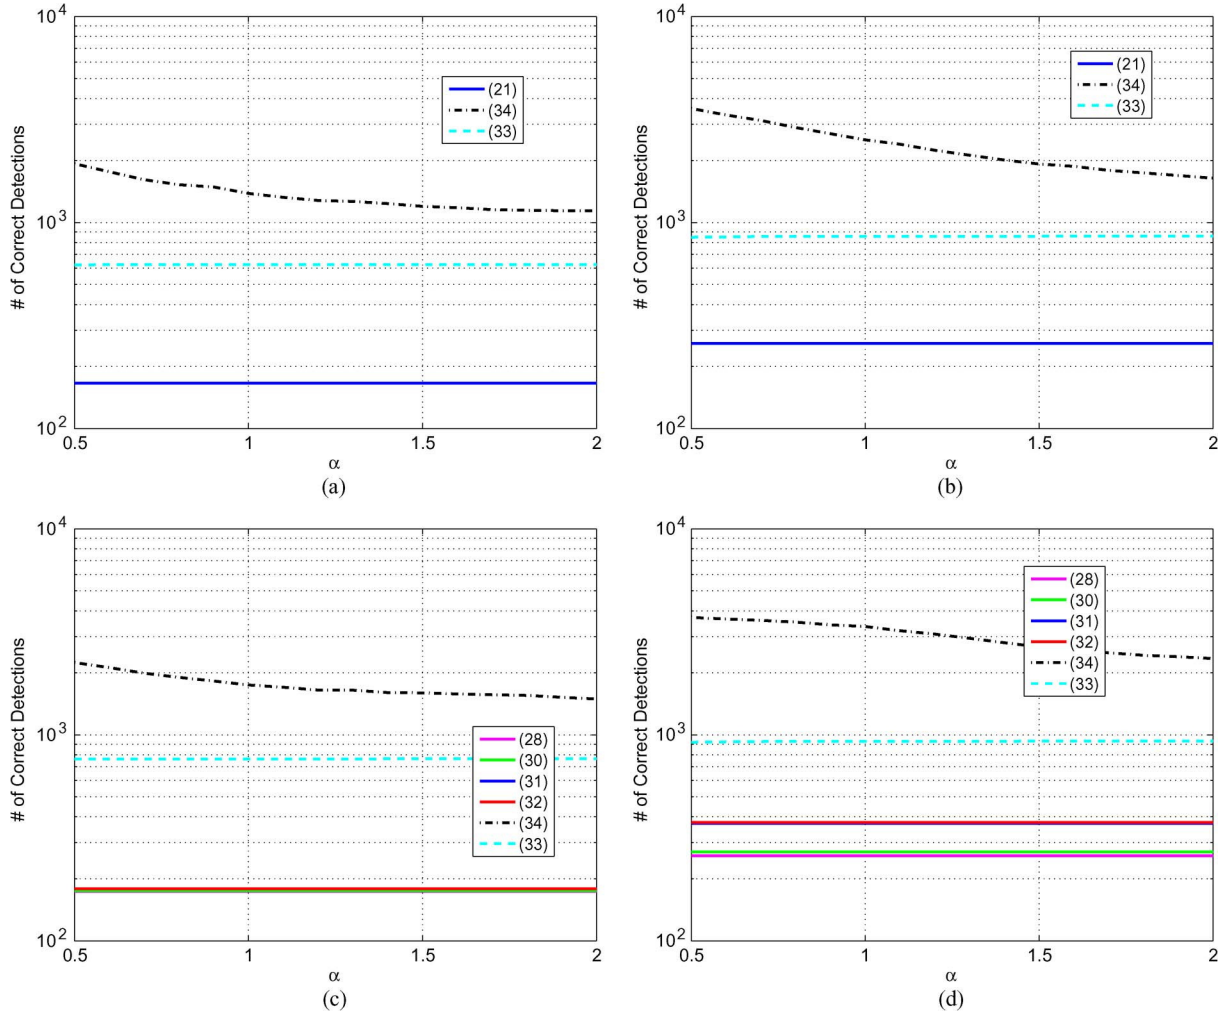 10^4
10^3
10^2
# of Correct Detections
(21)
(34)
(33)
0.5 1 1.5 2
α
(a)
10^4
10^3
10^2
# of Correct Detections
(21)
(34)
(33)
0.5 1 1.5 2
α
(b)
10^4
10^3
10^2
# of Correct Detections
(28)
(30)
(31)
(32)
(34)
(33)
0.5 1 1.5 2
α
(c)
10^4
10^3
10^2
# of Correct Detections
(28)
(30)
(31)
(32)
(34)
(33)
0.5 1 1.5 2
α
(d)